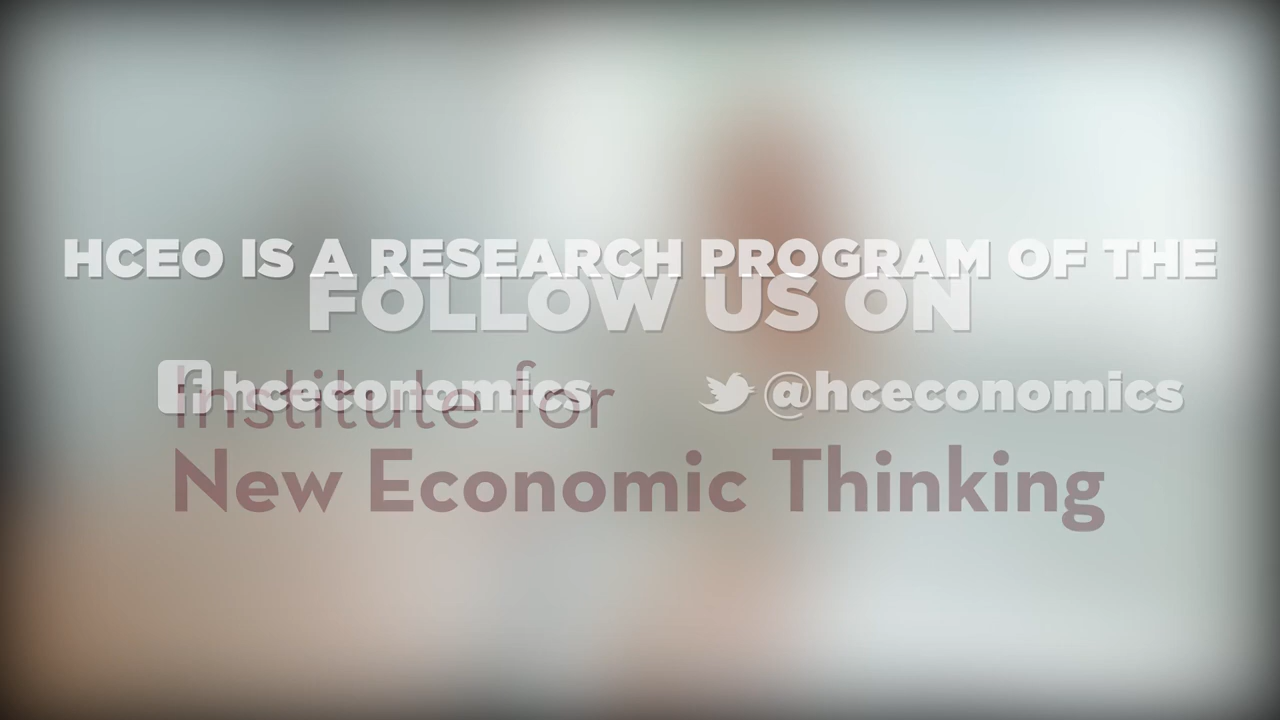 HCEO IS A RESEARCH PROGRAM OF THE
FOLLOW US ON
hceconomics @hceconomics
Institute for
New Economic Thinking